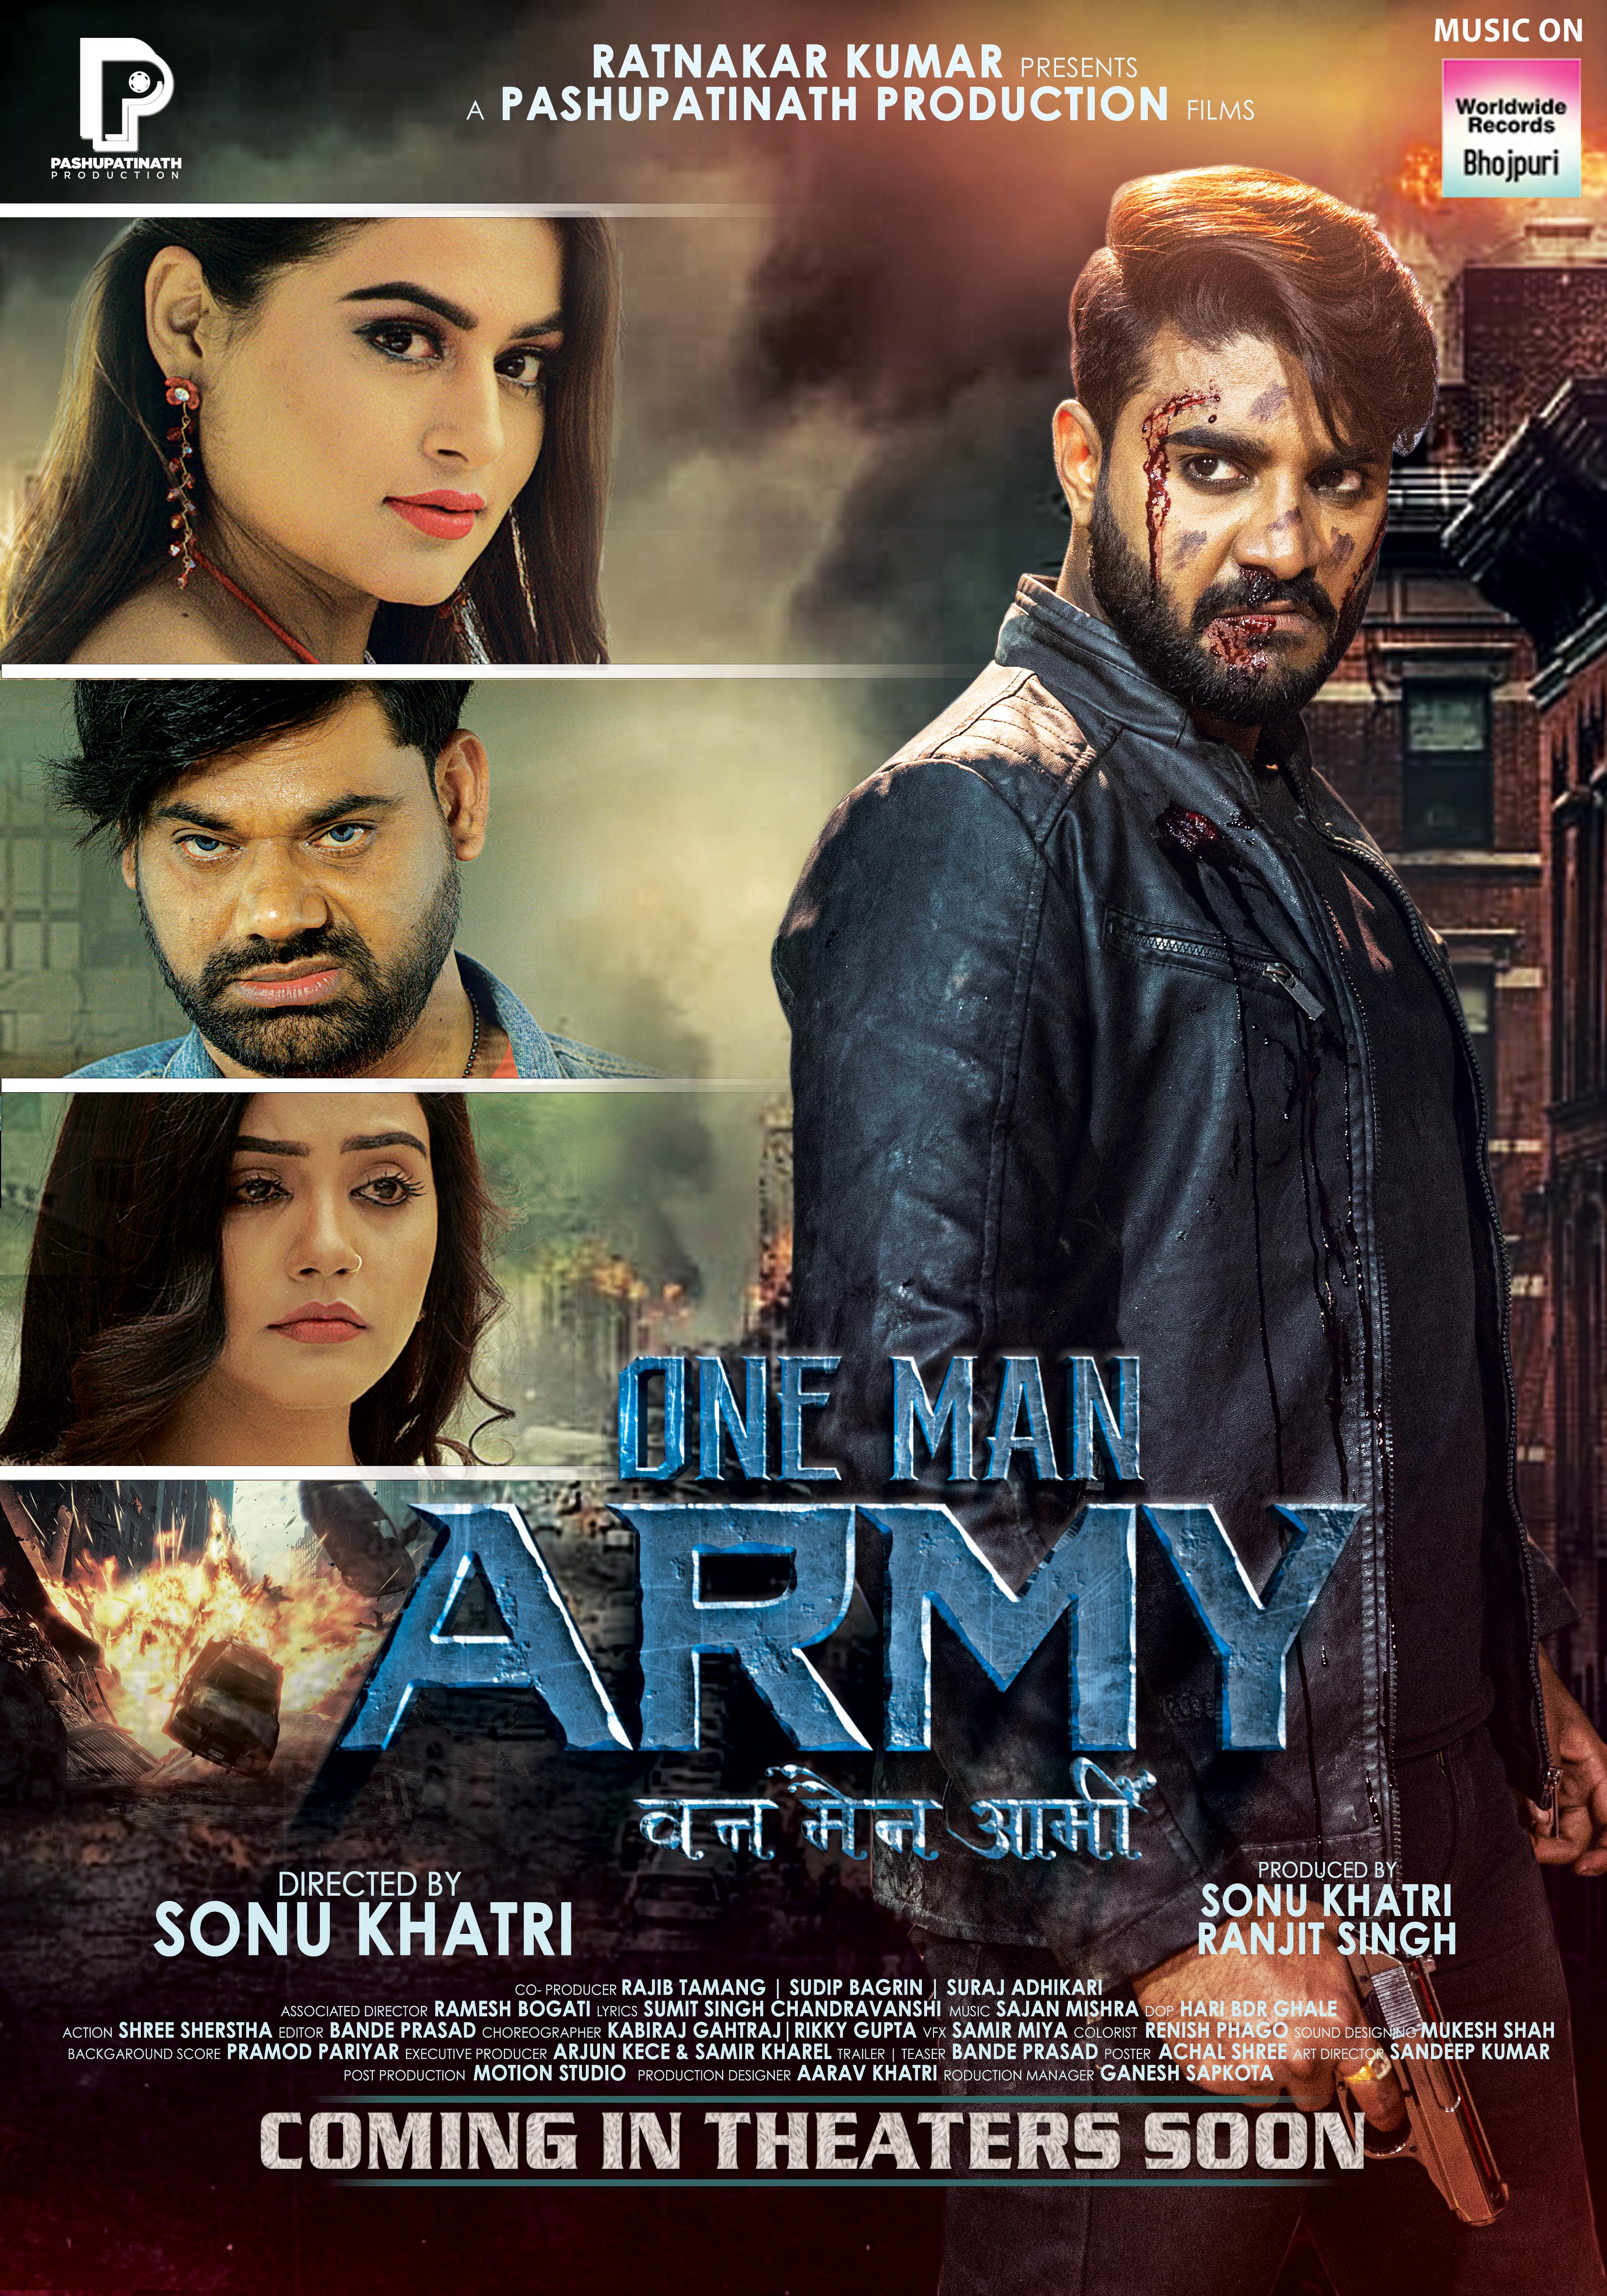 MUSIC ON
RATNAKAR KUMAR PRESENTS
A PASHUPATINATH PRODUCTION FILMS
PASHUPATINATH
PRODUCTION
Worldwide
Records
Bhojpuri
ONE MAN
ARMY
वन मैन आर्मी
DIRECTED BY
SONU KHATRI
PRODUCED BY
SONU KHATRI
RANJIT SINGH
CO- PRODUCER RAJIB TAMANG | SUDIP BAGRIN | SURAJ ADHIKARI
ASSOCIATED DIRECTOR RAMESH BOGATI LYRICS SUMIT SINGH CHANDRAVANSHI MUSIC SAJAN MISHRA DOP HARI BDR GHALE
ACTION SHREE SHERSTHA EDITOR BANDE PRASAD CHOREOGRAPHER KABIRAJ GAHTRAJ|RIKKY GUPTA VFX SAMIR MIYA COLORIST RENISH PHAGO SOUND DESIGNING MUKESH SHAH
BACKGAROUND SCORE PRAMOD PARIYAR EXECUTIVE PRODUCER ARJUN KECE & SAMIR KHAREL TRAILER | TEASER BANDE PRASAD POSTER ACHAL SHREE ART DIRECTOR SANDEEP KUMAR
POST PRODUCTION MOTION STUDIO PRODUCTION DESIGNER AARAV KHATRI RODUCTION MANAGER GANESH SAPKOTA
COMING IN THEATERS SOON